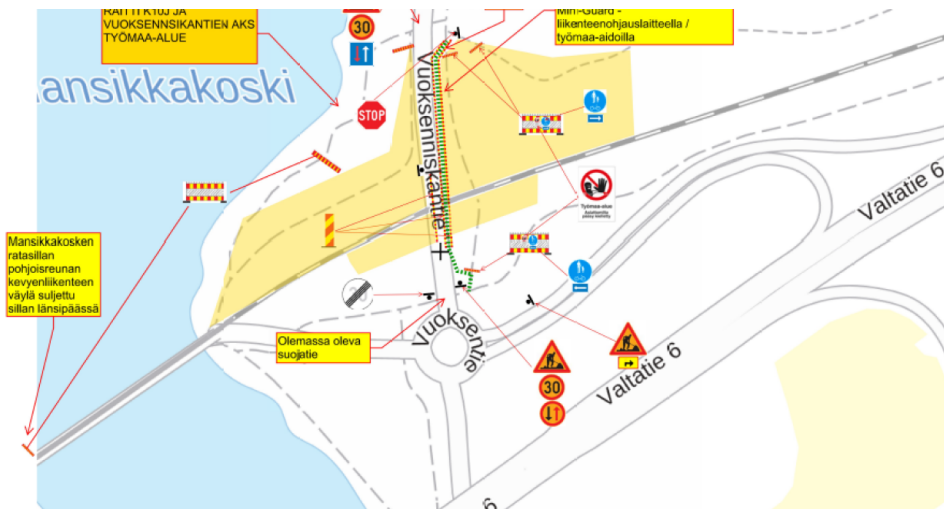 RAITTI K10J JA
VUOKSENNSIKANTIEN AKS
TYÖMAA-ALUE
30
Mini-Guard -
liikenteenohjauslaitteella /
työmaa-aidoilla
Mansikkakoski
STOP
Vuoksenniskantie
Työmaa-alue
Valtatie 6
Mansikkakosken
ratasillan
pohjoisreunan
kevyenliikenteen
väylä suljettu
sillan länsipäässä
Olemassa oleva
suojatie
Vuoksentie
30
Valtatie 6
6